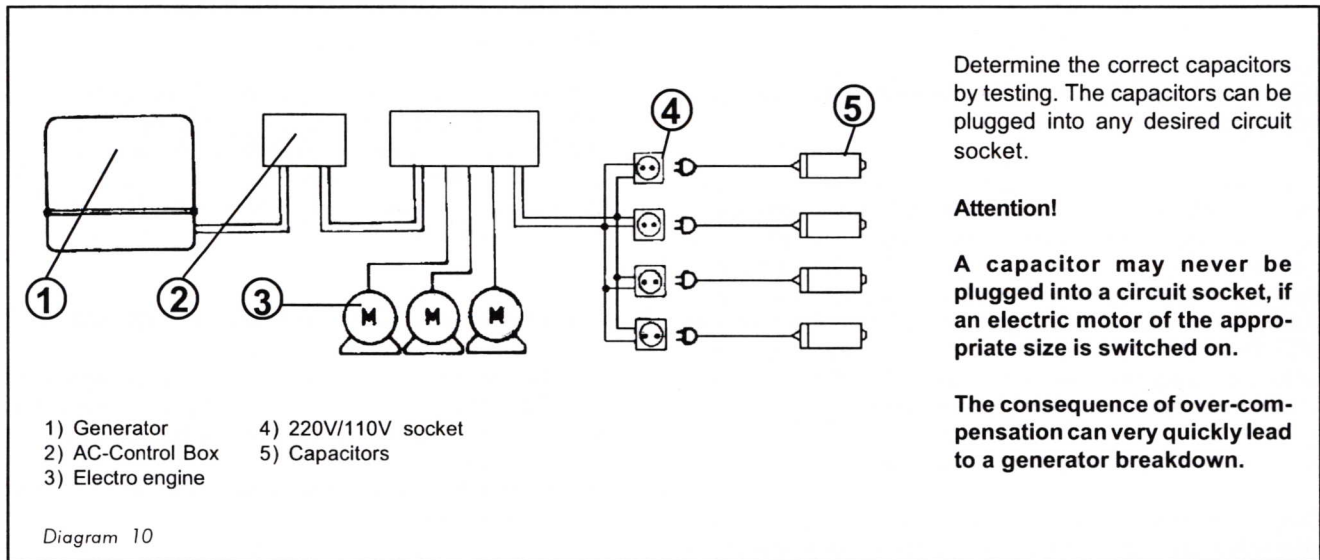 1
2
3
4
5
M
M
M
1) Generator
2) AC-Control Box
3) Electro engine
4) 220V/110V socket
5) Capacitors
Diagram 10
Determine the correct capacitors
by testing. The capacitors can be
plugged into any desired circuit
socket.
Attention!
A capacitor may never be
plugged into a circuit socket, if
an electric motor of the appro-
priate size is switched on.
The consequence of over-com-
pensation can very quickly lead
to a generator breakdown.